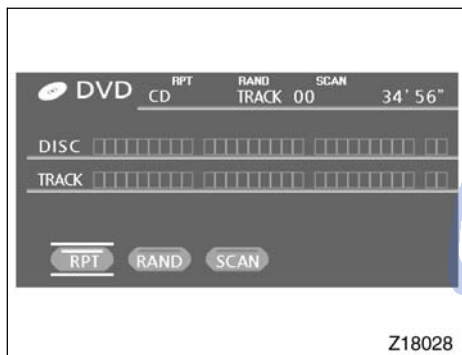 RPT RAND SCAN
DVD CD TRACK 00 34' 56"
DISC
TRACK
RPT RAND SCAN
Z18028